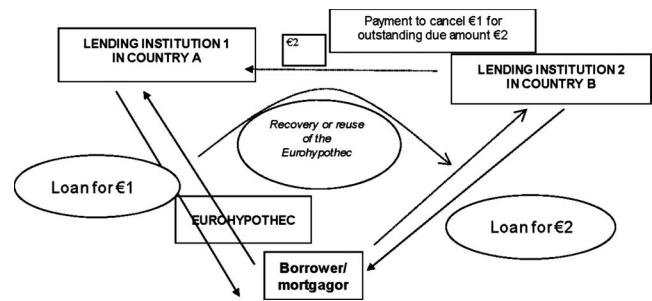 Payment to cancel €1 for
outstanding due amount €2
€2
LENDING INSTITUTION 1
IN COUNTRY A
LENDING INSTITUTION 2
IN COUNTRY B
Recovery or reuse
of the
Eurohypothec
Loan for €1
EUROHYPOTHEC
Loan for €2
Borrower/
mortgagor